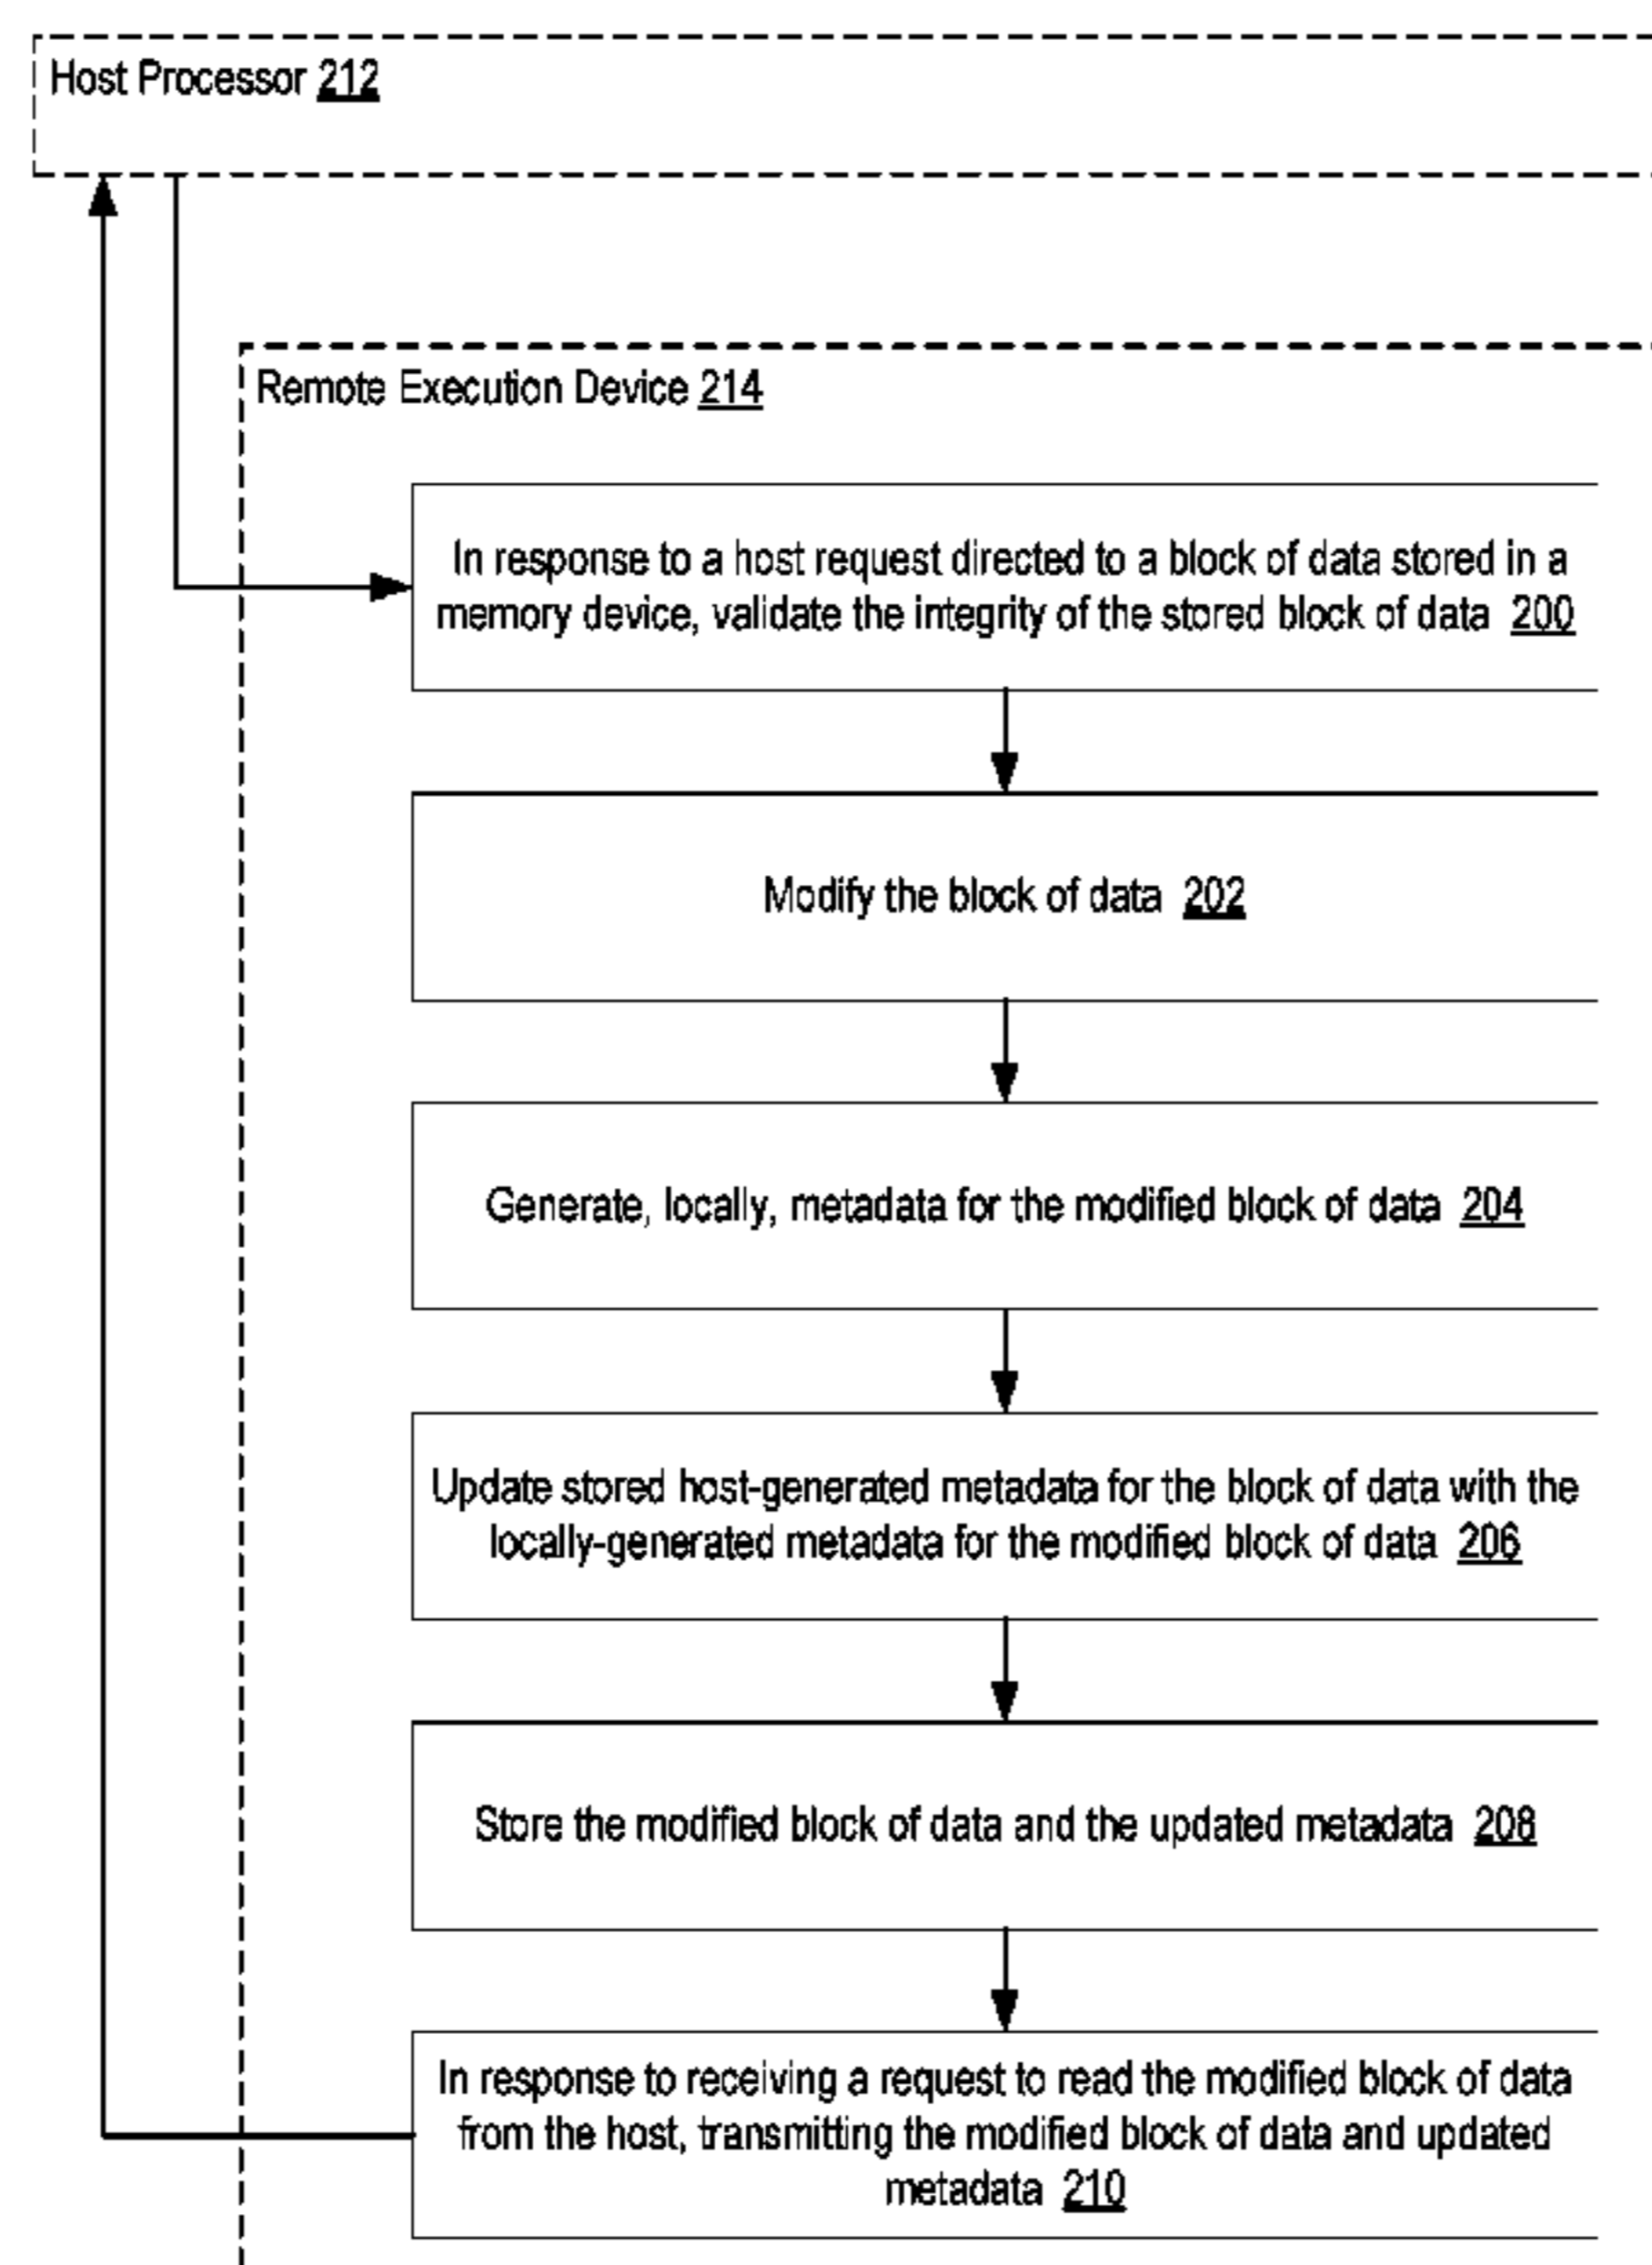 Host Processor 212
Remote Execution Device 214
In response to a host request directed to a block of data stored in a
memory device, validate the integrity of the stored block of data 200
Modify the block of data 202
Generate, locally, metadata for the modified block of data 204
Update stored host-generated metadata for the block of data with the
locally-generated metadata for the modified block of data 206
Store the modified block of data and the updated metadata 208
In response to receiving a request to read the modified block of data
from the host, transmitting the modified block of data and updated
metadata 210